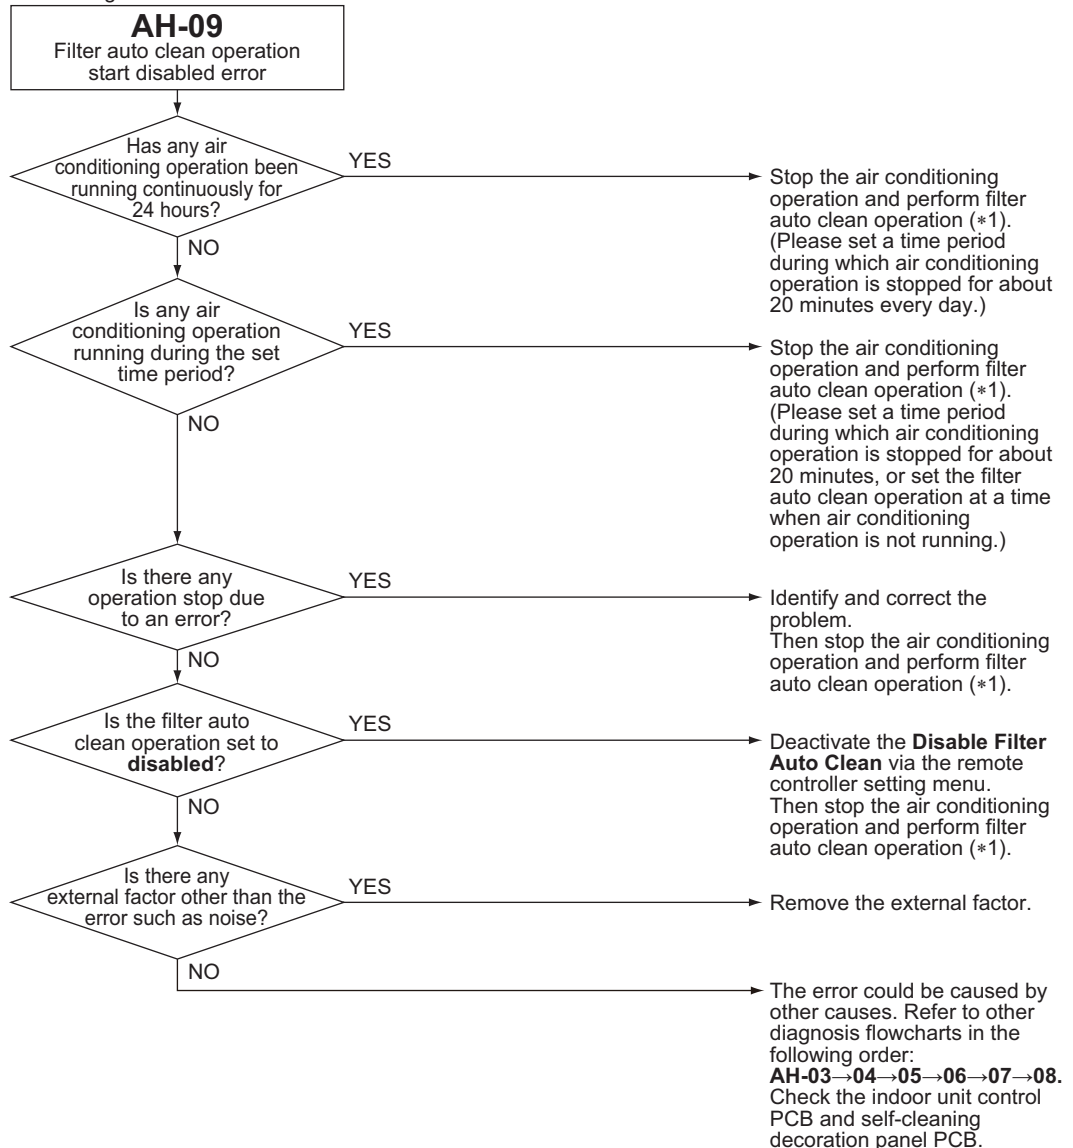 AH-09
Filter auto clean operation
start disabled error
Has any air
conditioning operation been
running continuously for
24 hours?
YES
Stop the air conditioning
operation and perform filter
auto clean operation (*1).
(Please set a time period
during which air conditioning
operation is stopped for about
20 minutes every day.)
NO
Is any air
conditioning operation
running during the set
time period?
YES
Stop the air conditioning
operation and perform filter
auto clean operation (*1).
(Please set a time period
during which air conditioning
operation is stopped for about
20 minutes, or set the filter
auto clean operation at a time
when air conditioning
operation is not running.)
NO
Is there any
operation stop due
to an error?
YES
Identify and correct the
problem.
Then stop the air conditioning
operation and perform filter
auto clean operation (*1).
NO
Is the filter auto
clean operation set to
disabled?
YES
Deactivate the Disable Filter
Auto Clean via the remote
controller setting menu.
Then stop the air conditioning
operation and perform filter
auto clean operation (*1).
NO
Is there any
external factor other than the
error such as noise?
YES
Remove the external factor.
NO
The error could be caused by
other causes. Refer to other
diagnosis flowcharts in the
following order:
AH-03→04→05→06→07→08.
Check the indoor unit control
PCB and self-cleaning
decoration panel PCB.